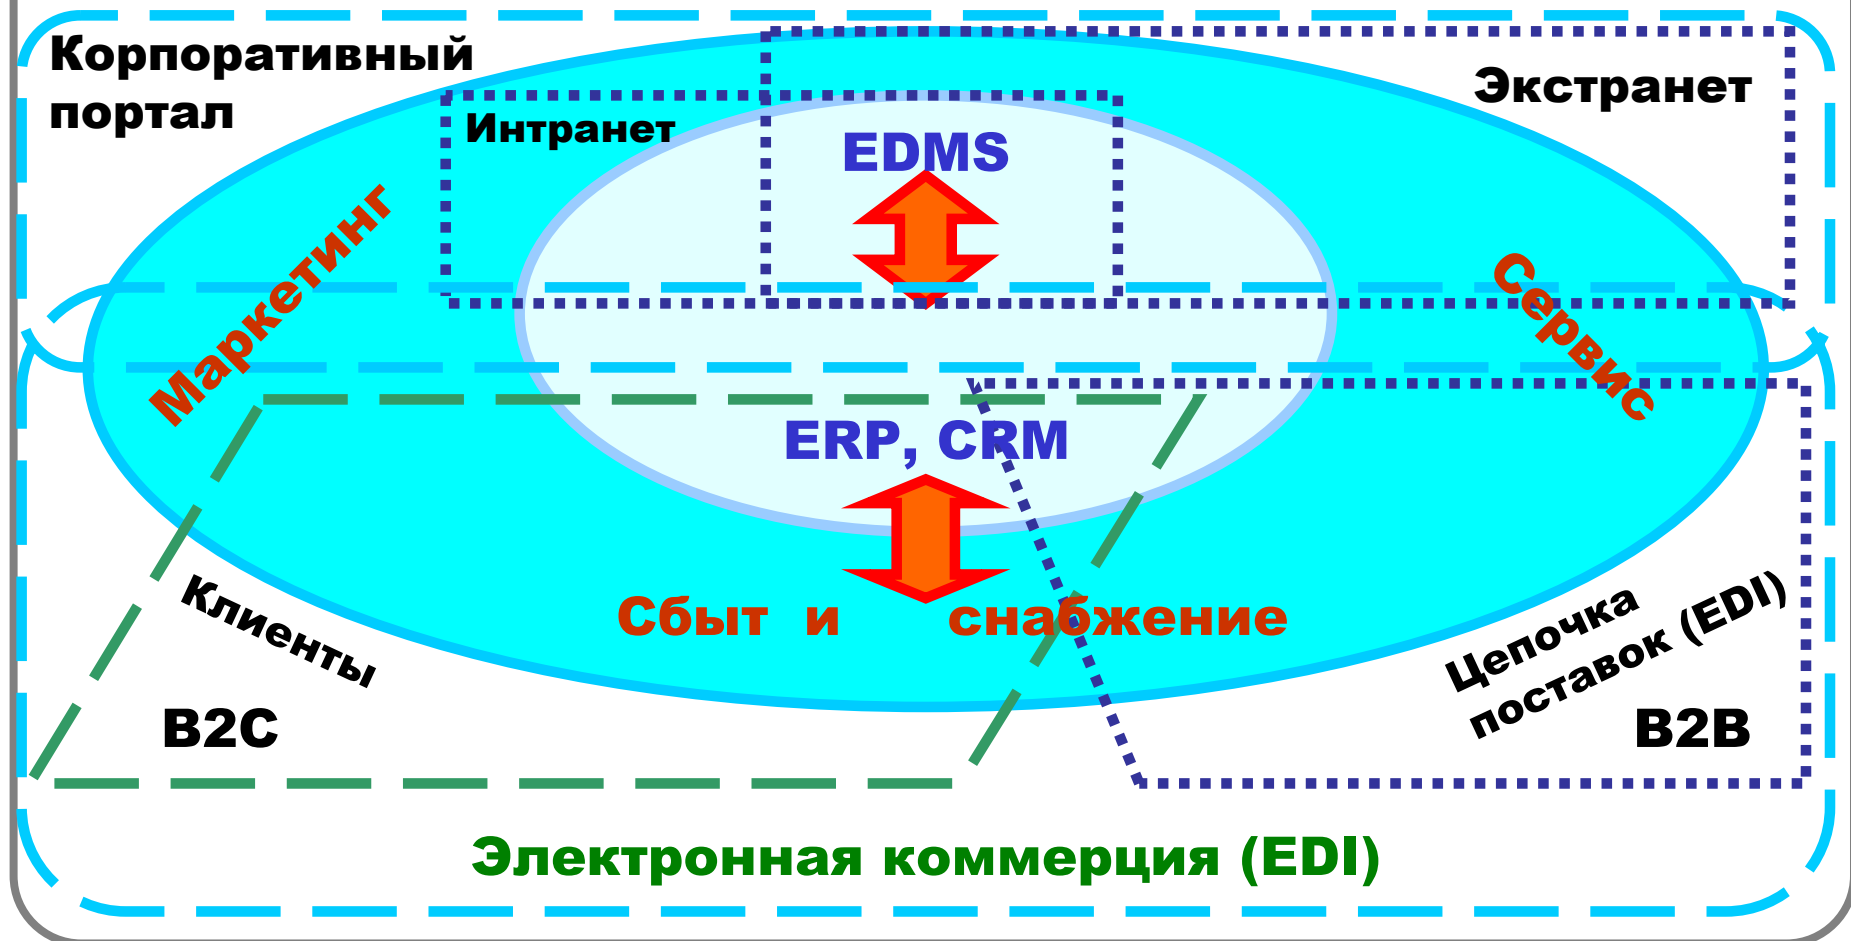 Корпоративный
портал
Экстранет
Интранет
EDMS
Маркетинг
Сервис
ERP, CRM
Сбыт и снабжение
Клиенты
Цепочка
поставок (EDI)
B2C
B2B
Электронная коммерция (EDI)